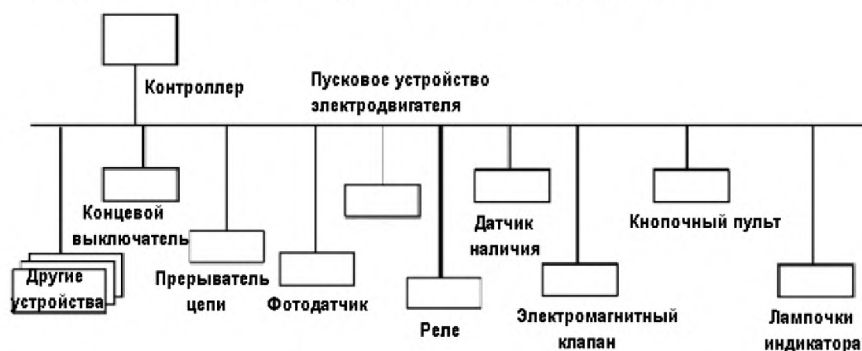 Контроллер
Пусковое устройство
электродвигателя
Концевой
выключатель
Датчик
наличия
Кнопочный пульт
Другие
устройства
Прерыватель
цепи
Фотодатчик
Реле
Электромагнитный
клапан
Лампочки
индикатора